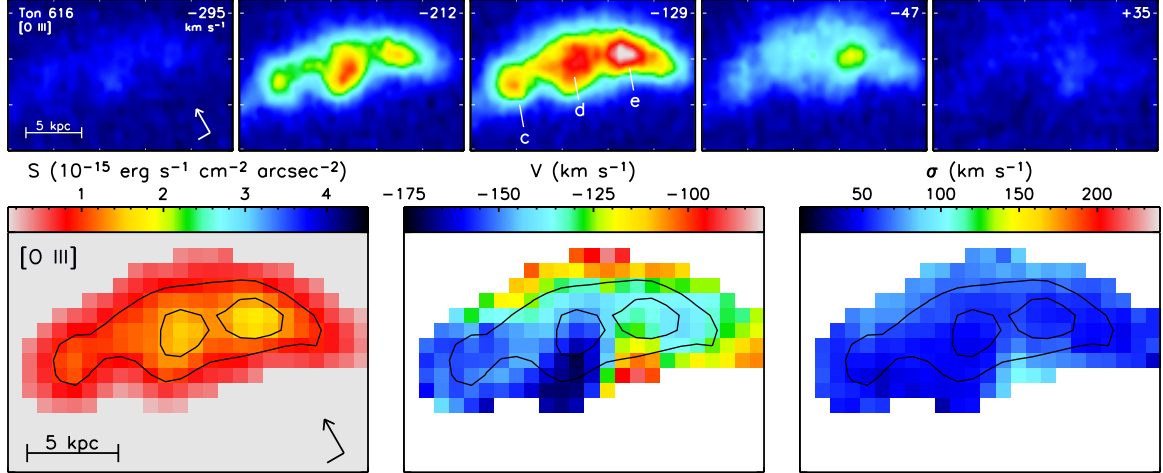 Ton 616 −295 −212 −129 −47 +35
[O III] km s⁻¹
c d e
5 kpc
S (10⁻¹⁵ erg s⁻¹ cm⁻² arcsec⁻²) V (km s⁻¹) σ (km s⁻¹)
1 2 3 4 −175 −150 −125 −100 50 100 150 200
[O III]
5 kpc